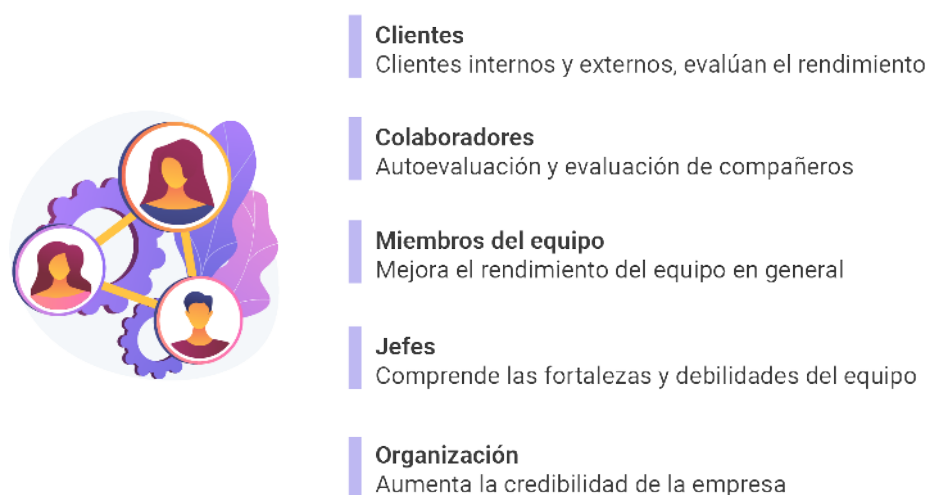 Clientes
Clientes internos y externos, evalúan el rendimiento
Colaboradores
Autoevaluación y evaluación de compañeros
Miembros del equipo
Mejora el rendimiento del equipo en general
Jefes
Comprende las fortalezas y debilidades del equipo
Organización
Aumenta la credibilidad de la empresa